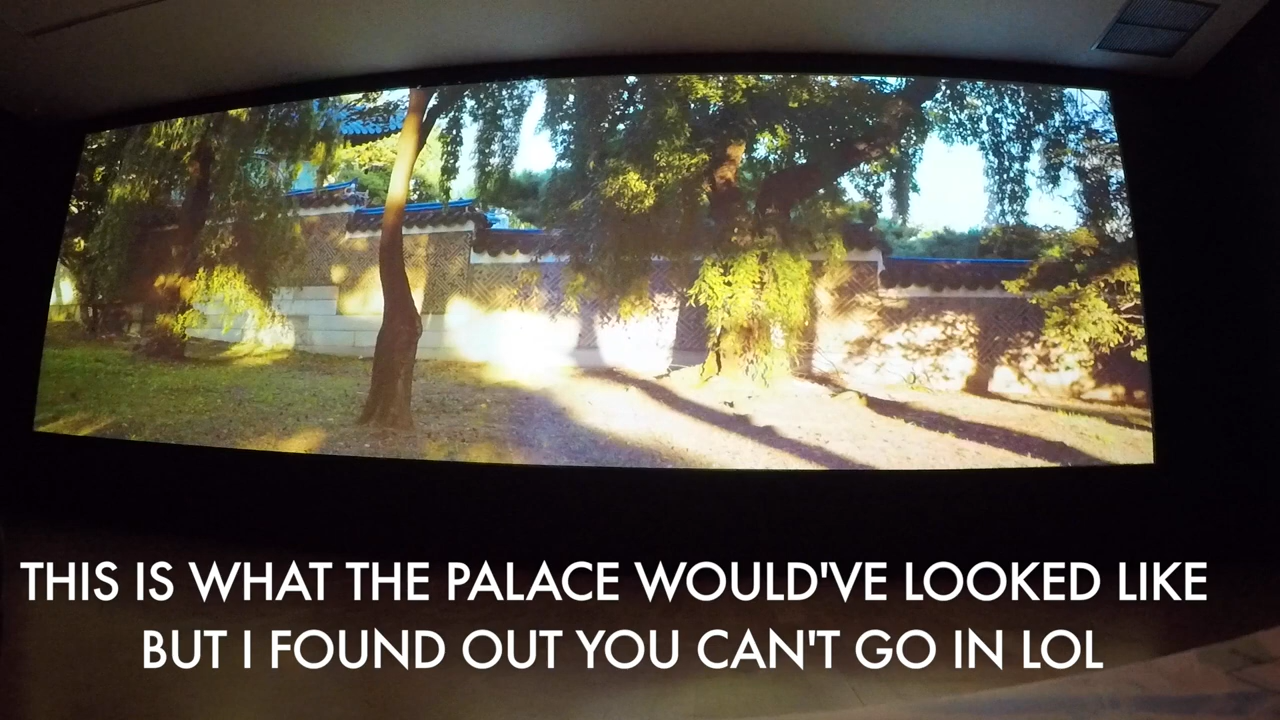 THIS IS WHAT THE PALACE WOULD'VE LOOKED LIKE
BUT I FOUND OUT YOU CAN'T GO IN LOL